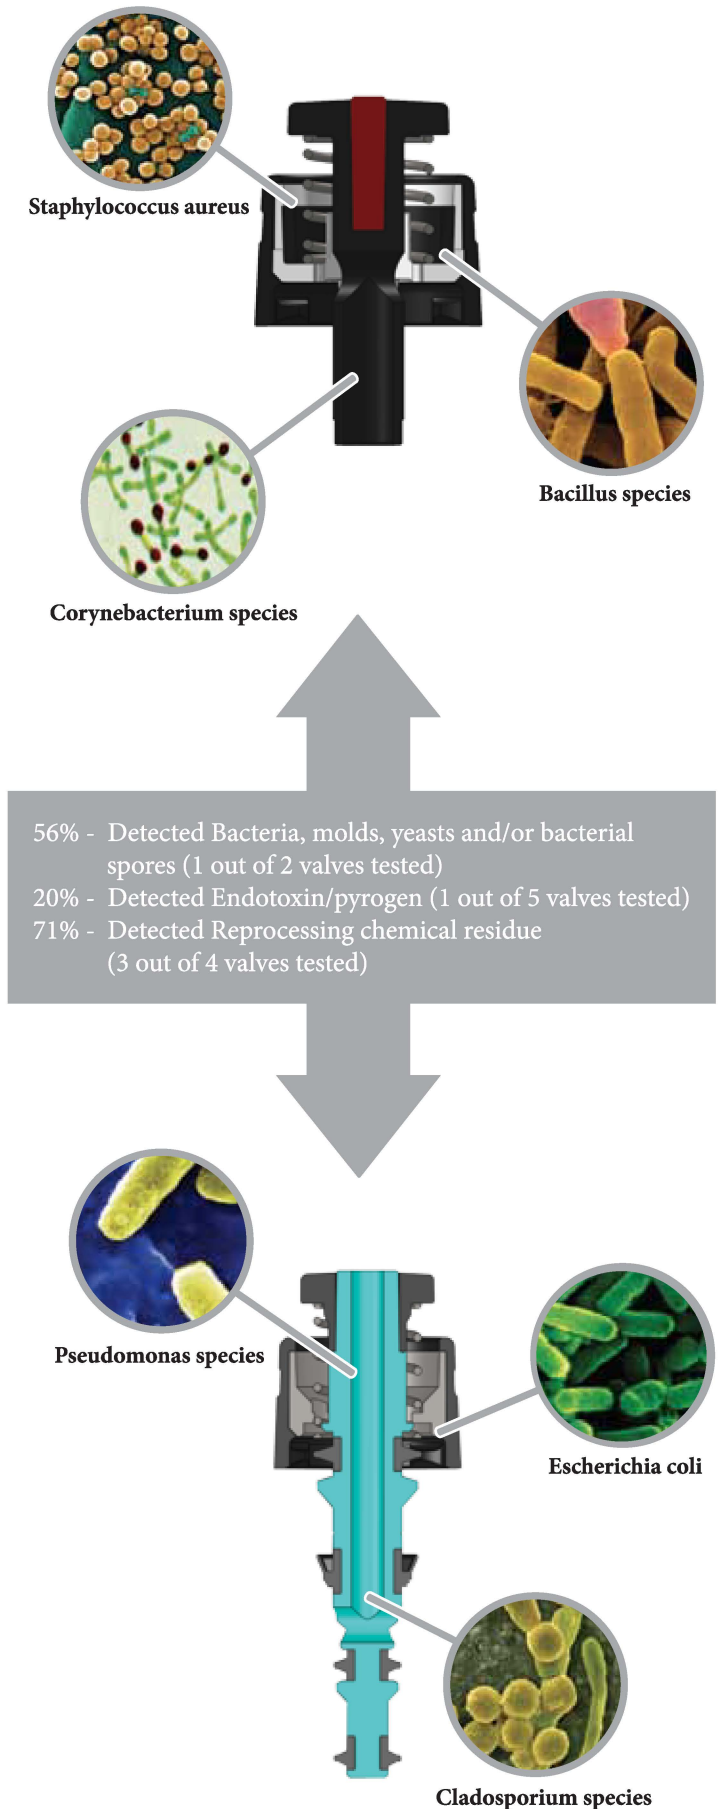 Staphylococcus aureus
Bacillus species
Corynebacterium species
56% - Detected Bacteria, molds, yeasts and/or bacterial
spores (1 out of 2 valves tested)
20% - Detected Endotoxin/pyrogen (1 out of 5 valves tested)
71% - Detected Reprocessing chemical residue
(3 out of 4 valves tested)
Pseudomonas species
Escherichia coli
Cladosporium species